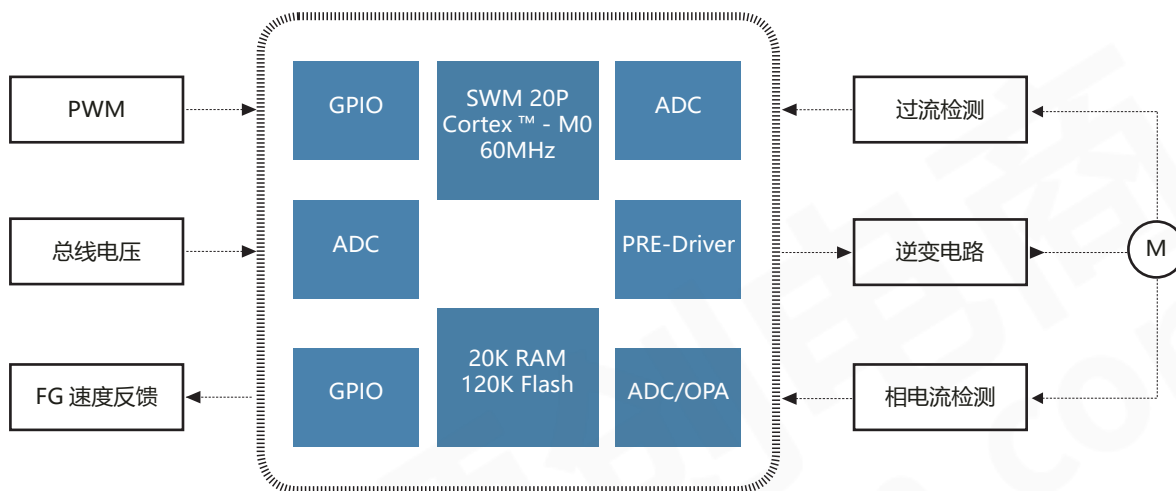 PWM
GPIO
SWM 20P
Cortex ™ - M0
60MHz
ADC
过流检测
总线电压
ADC
PRE-Driver
逆变电路
M
FG 速度反馈
GPIO
20K RAM
120K Flash
ADC/OPA
相电流检测